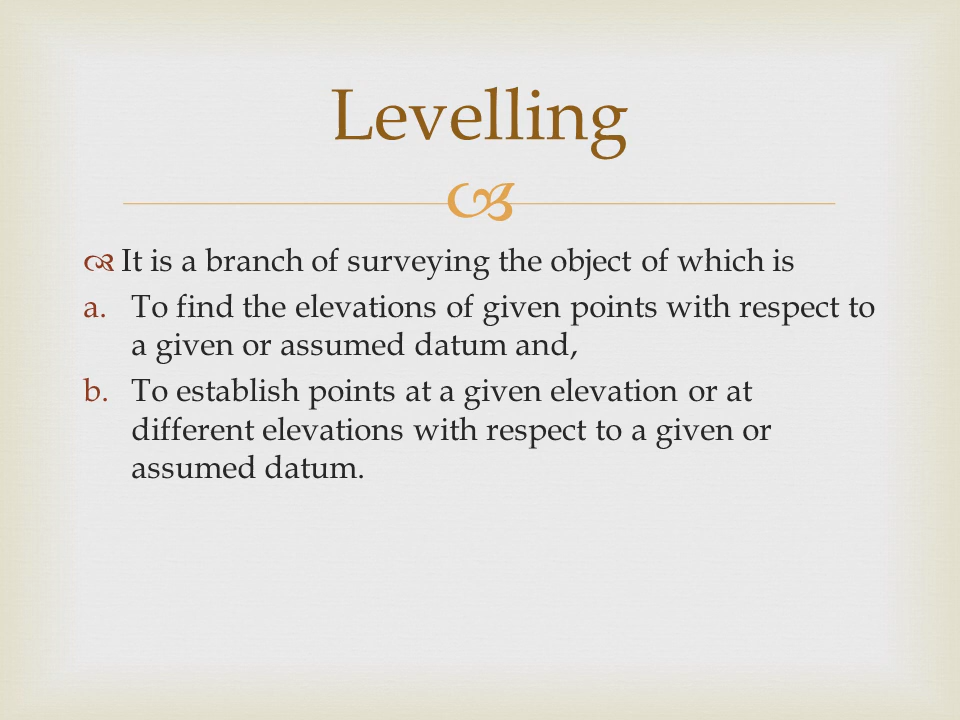 Levelling
It is a branch of surveying the object of which is
a. To find the elevations of given points with respect to
a given or assumed datum and,
b. To establish points at a given elevation or at
different elevations with respect to a given or
assumed datum.